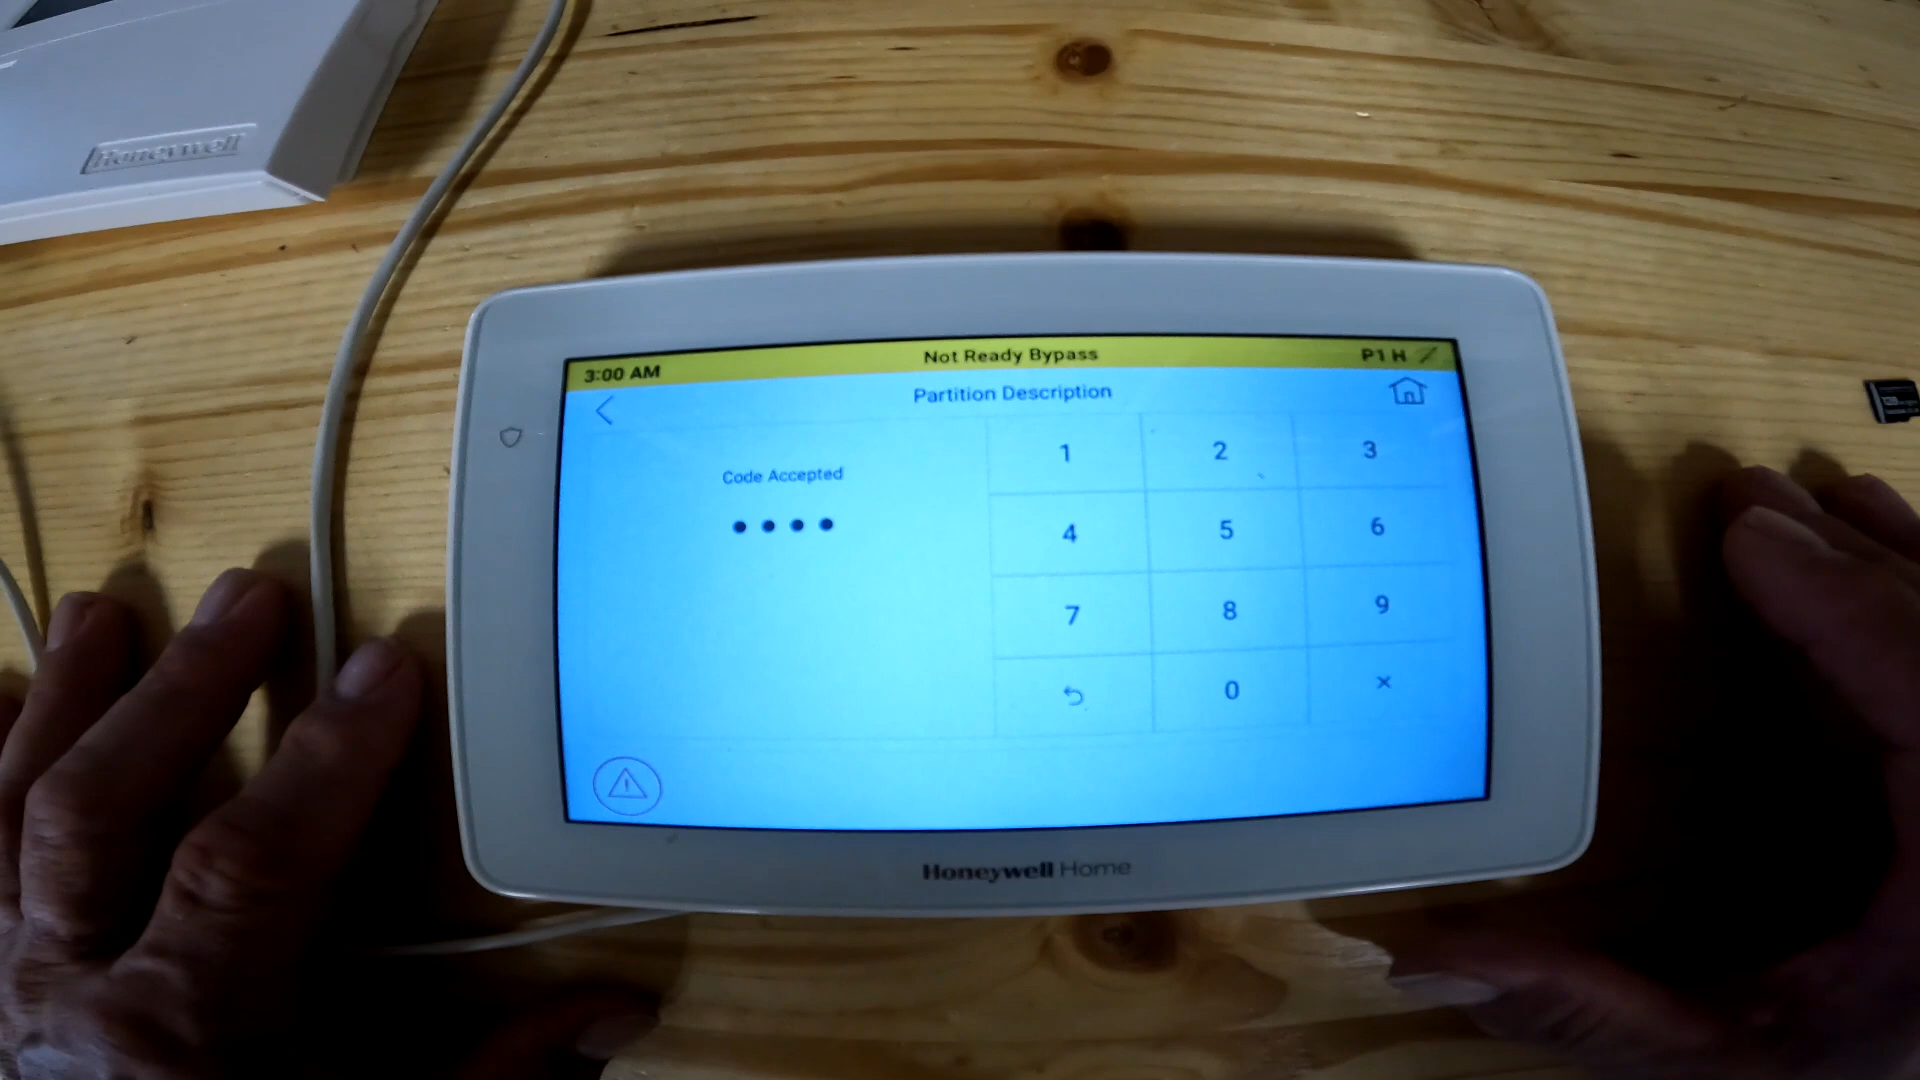 Honeywell
3:00 AM
Not Ready Bypass
P1 H
Partition Description
Code Accepted
1 2 3
4 5 6
7 8 9
0 ×
Honeywell Home